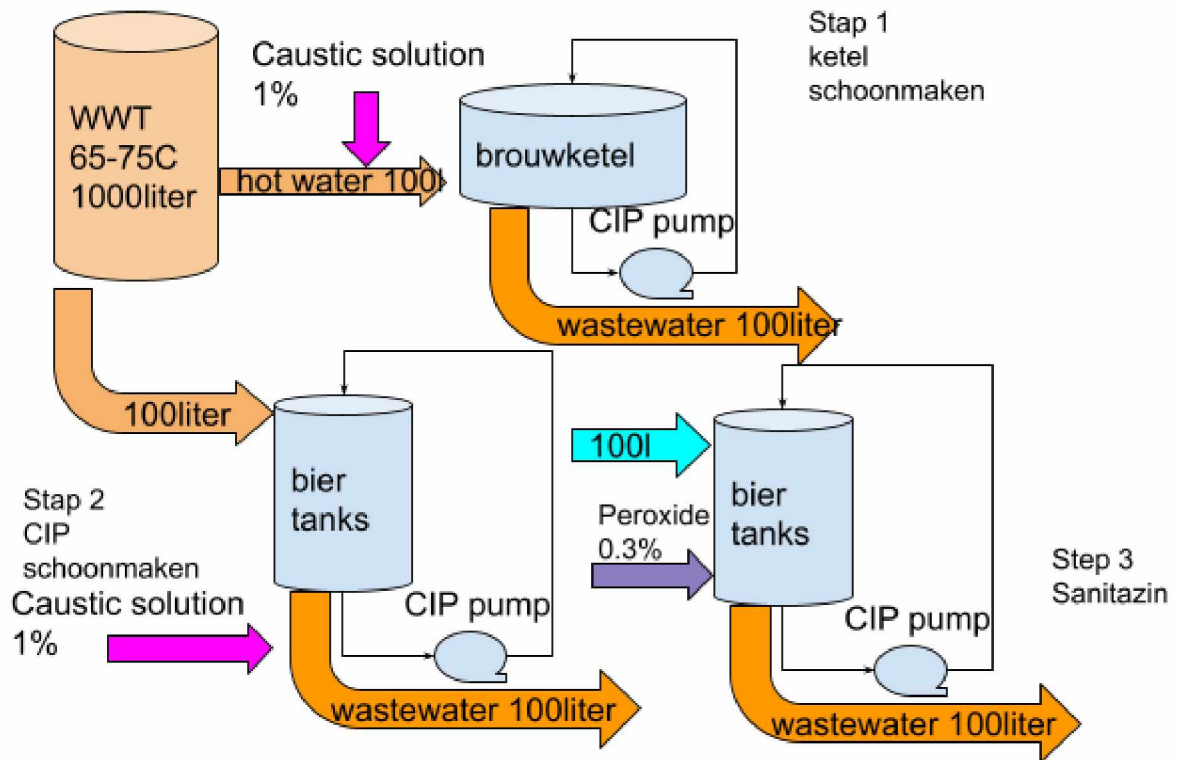 WWT
65-75C
1000liter
Caustic solution
1%
hot water 100l
brouwketel
CIP pump
wastewater 100liter
Stap 1
ketel
schoonmaken
100liter
bier
tanks
Stap 2
CIP
schoonmaken
Caustic solution
1%
CIP pump
wastewater 100liter
100l
Peroxide
0.3%
bier
tanks
CIP pump
wastewater 100liter
Step 3
Sanitazin